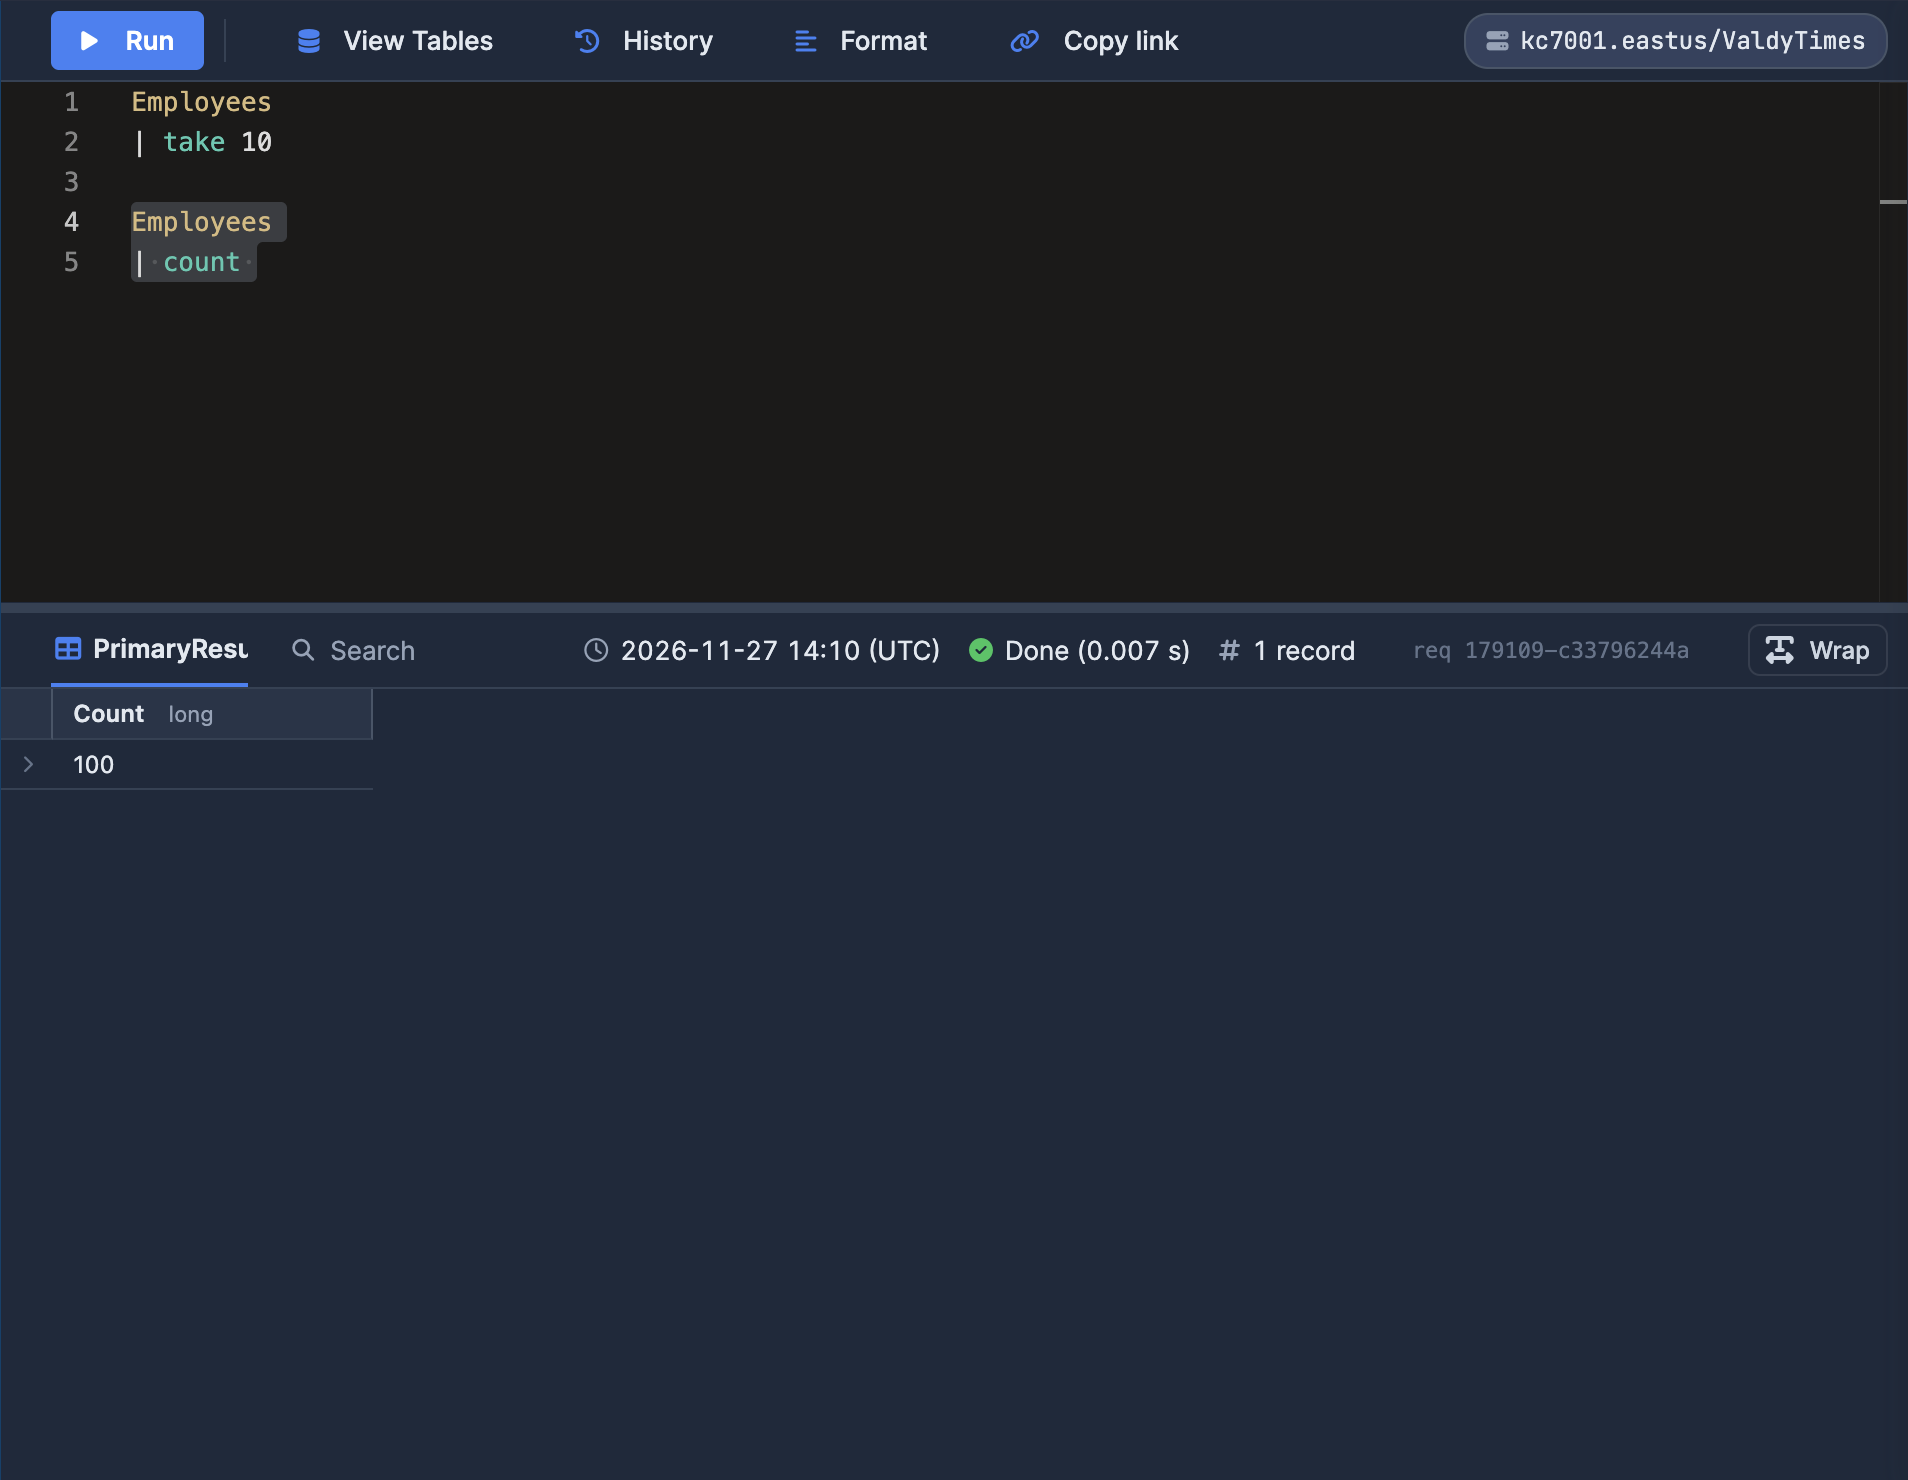 Run View Tables History Format Copy link kc7001.eastus/ValdyTimes
1 Employees
2 | take 10
3
4 Employees
5 | count
PrimaryResu Search 2026-11-27 14:10 (UTC) Done (0.007 s) # 1 record req 179109-c33796244a Wrap
Count long
100